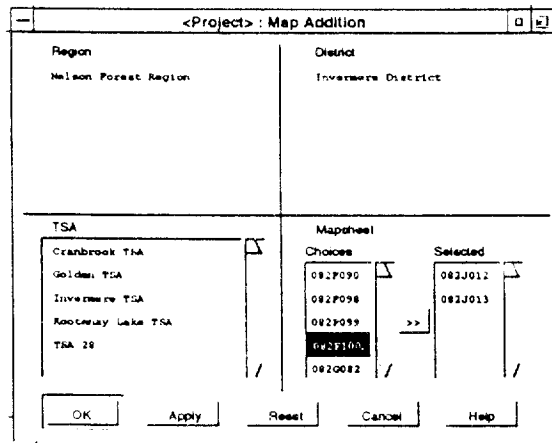 <Project> : Map Addition
Region
Nelson Forest Region
District
Invermere District
TSA
Cranbrook TSA
Golden TSA
Invermere TSA
Kootenay Lake TSA
TSA 28
Mapsheet
Choices
082F090
082F098
082F099
082F100
082G082
>>
Selected
082J012
082J013
OK
Apply
Reset
Cancel
Help